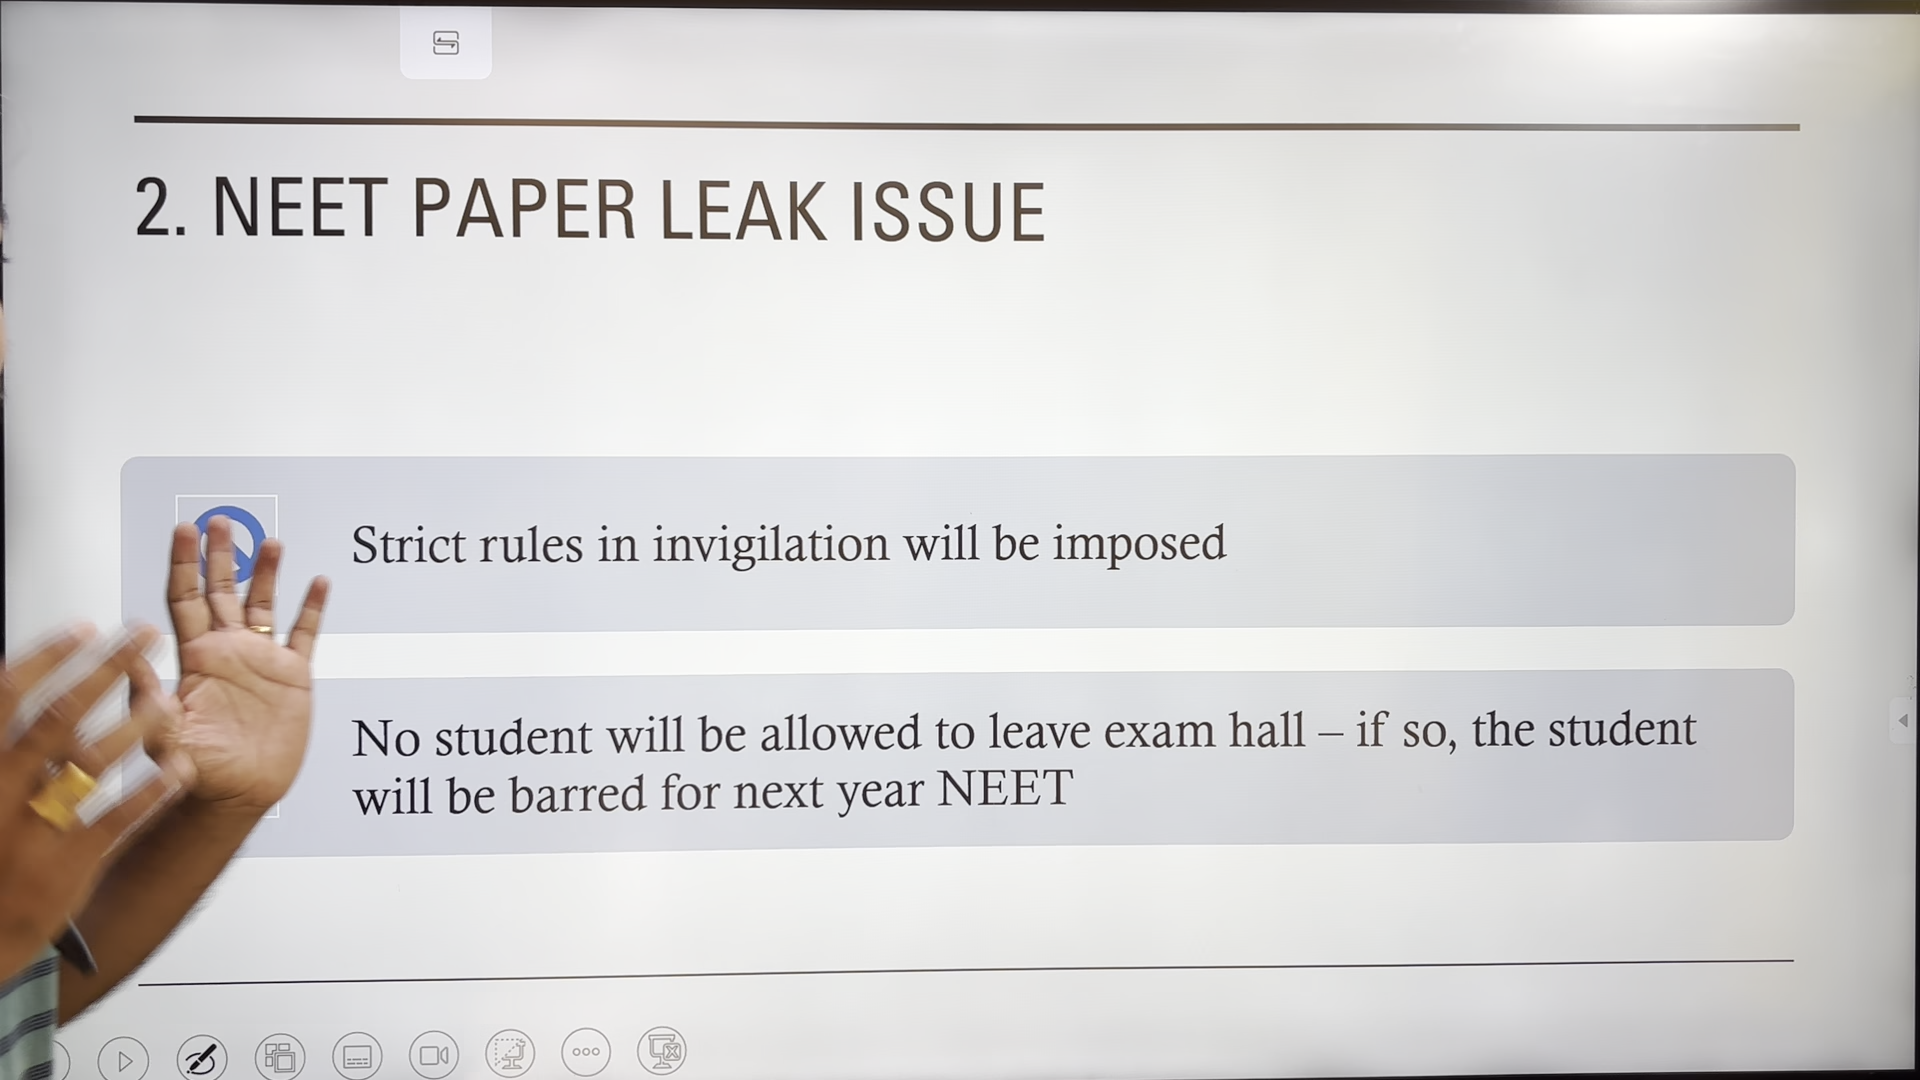 2. NEET PAPER LEAK ISSUE
Strict rules in invigilation will be imposed
No student will be allowed to leave exam hall – if so, the student
will be barred for next year NEET